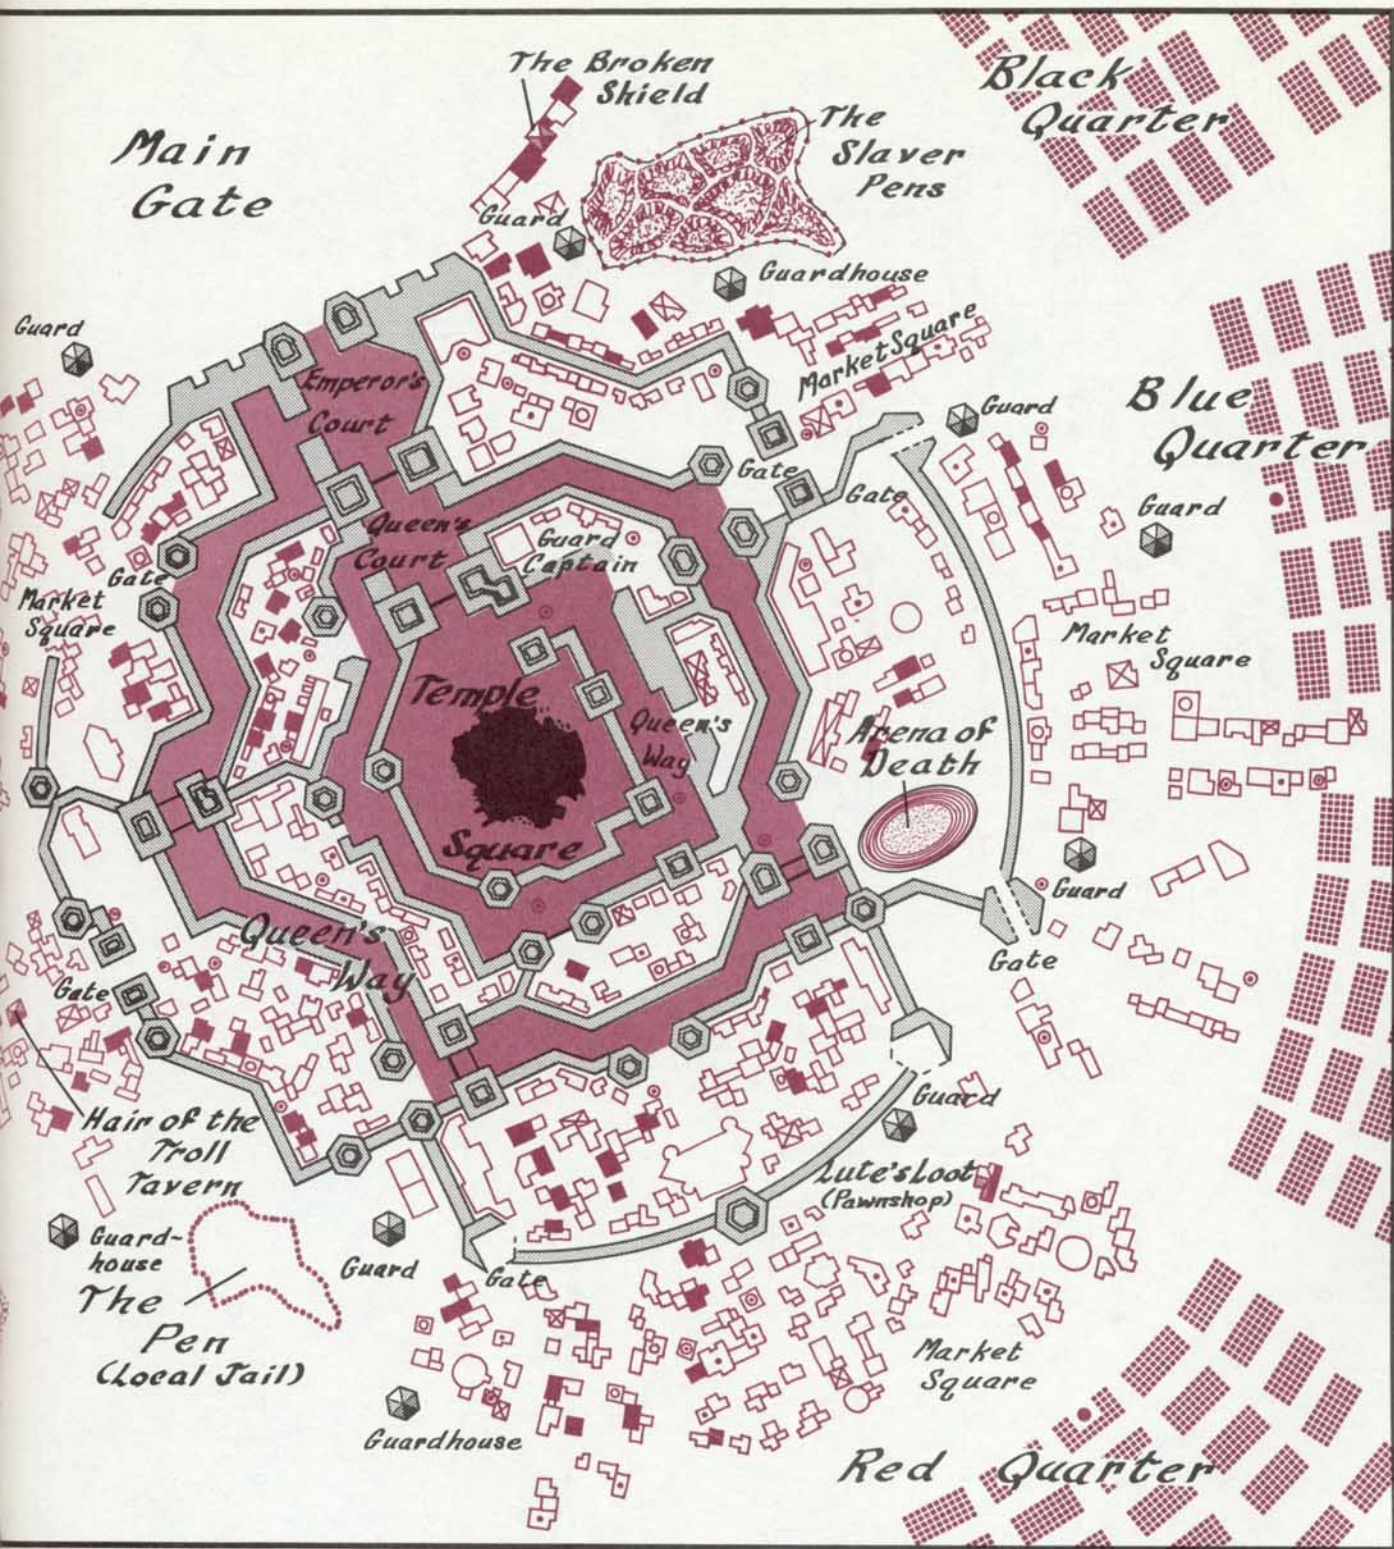 The Broken
Shield
Black
Quarter
Main
Gate
The
Slaver
Pens
Guard
Guardhouse
Guard
Market Square
Emperor's
Court
Guard
Blue
Quarter
Gate
Gate
Guard
Queen's
Court
Guard
Captain
Gate
Market
Square
Market
Square
Temple
Square
Queen's
Way
Arena of
Death
Guard
Gate
Queen's
Way
Gate
Hair of the
Troll
Tavern
Guard
Lute's Loot
(Pawnshop)
Guard-
house
The
Pen
(Local Jail)
Guard
Gate
Market
Square
Guardhouse
Red Quarter